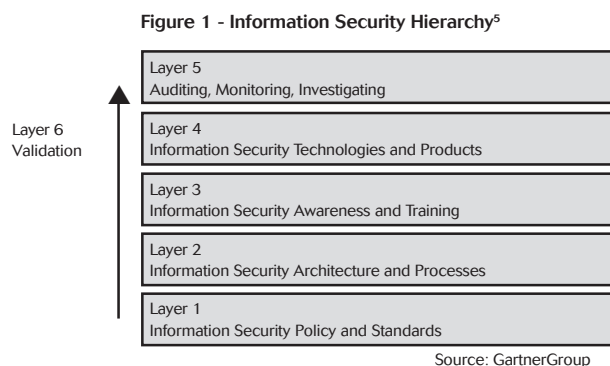 Figure 1 - Information Security Hierarchy⁵
Layer 5
Auditing, Monitoring, Investigating
Layer 6
Validation
Layer 4
Information Security Technologies and Products
Layer 3
Information Security Awareness and Training
Layer 2
Information Security Architecture and Processes
Layer 1
Information Security Policy and Standards
Source: GartnerGroup